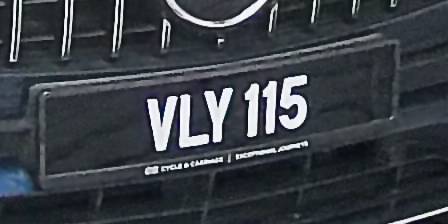 VLY 115
CYCLE & CARRIAGE | EXCEPTIONAL JOURNEYS